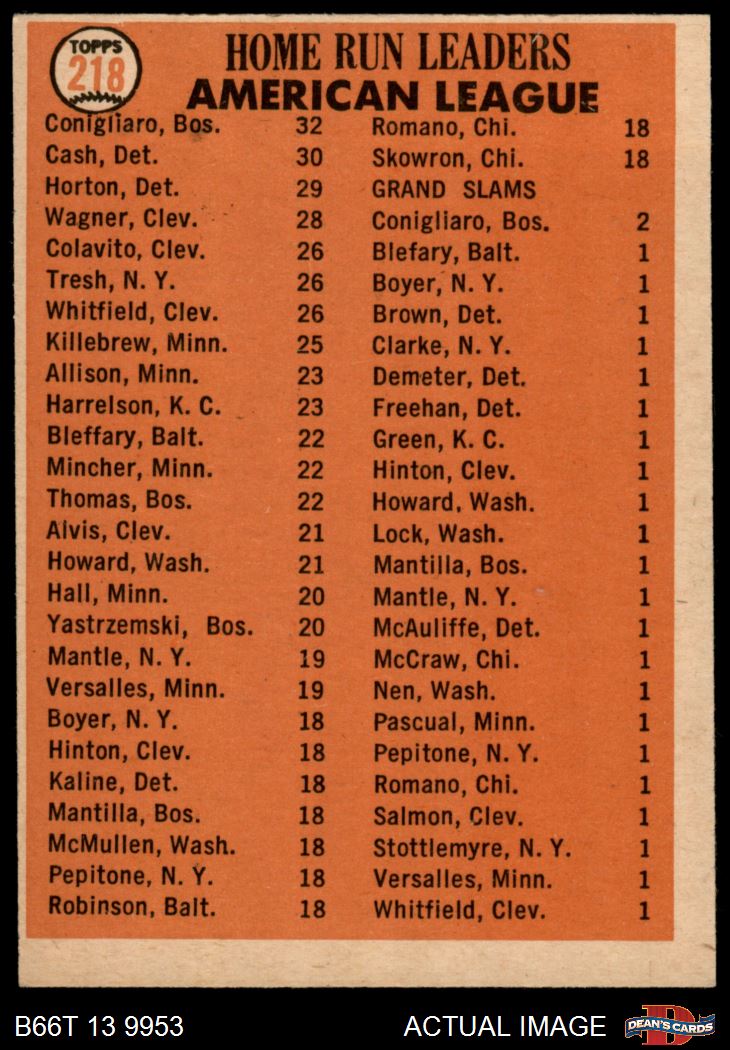 TOPPS
218
HOME RUN LEADERS
AMERICAN LEAGUE
Conigliaro, Bos. 32
Cash, Det. 30
Horton, Det. 29
Wagner, Clev. 28
Colavito, Clev. 26
Tresh, N. Y. 26
Whitfield, Clev. 26
Killebrew, Minn. 25
Allison, Minn. 23
Harrelson, K. C. 23
Bleffary, Balt. 22
Mincher, Minn. 22
Thomas, Bos. 22
Alvis, Clev. 21
Howard, Wash. 21
Hall, Minn. 20
Yastrzemski, Bos. 20
Mantle, N. Y. 19
Versalles, Minn. 19
Boyer, N. Y. 18
Hinton, Clev. 18
Kaline, Det. 18
Mantilla, Bos. 18
McMullen, Wash. 18
Pepitone, N. Y. 18
Robinson, Balt. 18
Romano, Chi. 18
Skowron, Chi. 18
GRAND SLAMS
Conigliaro, Bos. 2
Blefary, Balt. 1
Boyer, N. Y. 1
Brown, Det. 1
Clarke, N. Y. 1
Demeter, Det. 1
Freehan, Det. 1
Green, K. C. 1
Hinton, Clev. 1
Howard, Wash. 1
Lock, Wash. 1
Mantilla, Bos. 1
Mantle, N. Y. 1
McAuliffe, Det. 1
McCraw, Chi. 1
Nen, Wash. 1
Pascual, Minn. 1
Pepitone, N. Y. 1
Romano, Chi. 1
Salmon, Clev. 1
Stottlemyre, N. Y. 1
Versalles, Minn. 1
Whitfield, Clev. 1
B66T 13 9953
ACTUAL IMAGE
D
DEAN'S CARDS